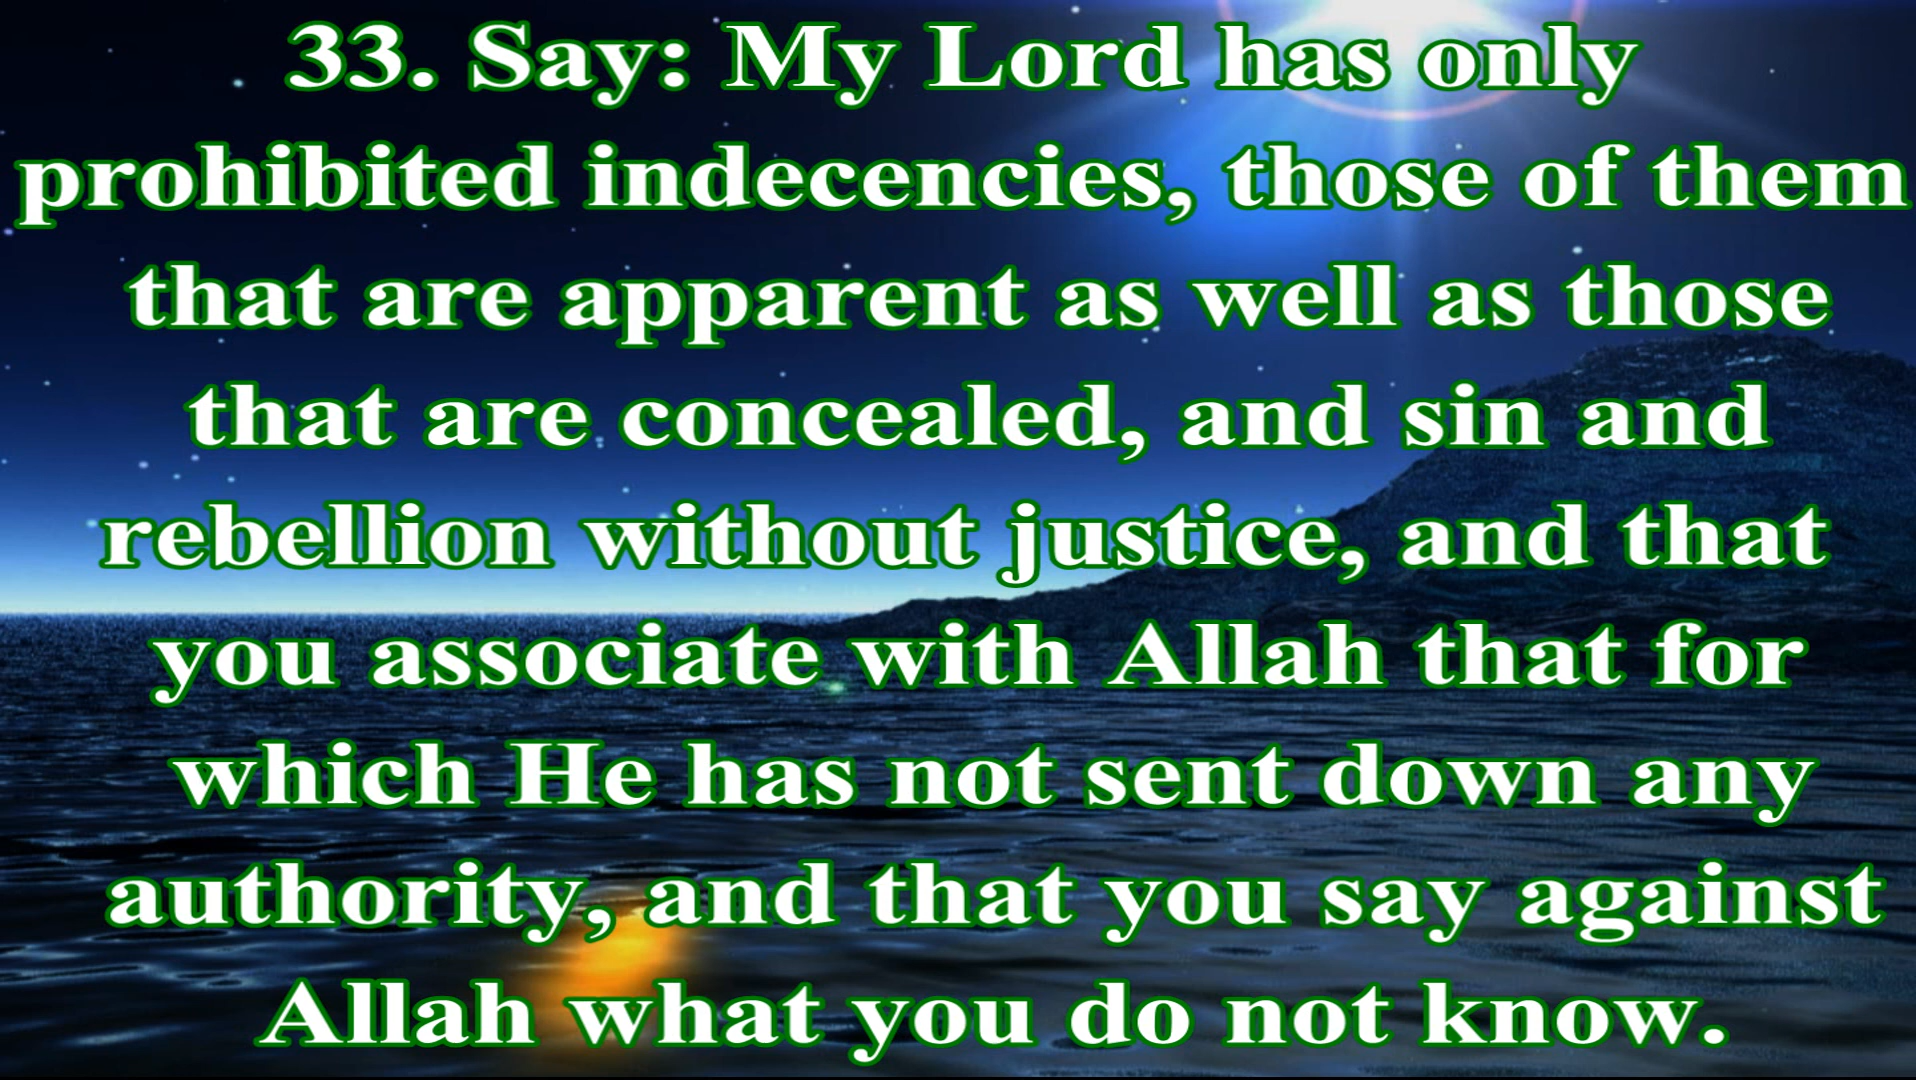 33. Say: My Lord has only
prohibited indecencies, those of them
that are apparent as well as those
that are concealed, and sin and
rebellion without justice, and that
you associate with Allah that for
which He has not sent down any
authority, and that you say against
Allah what you do not know.